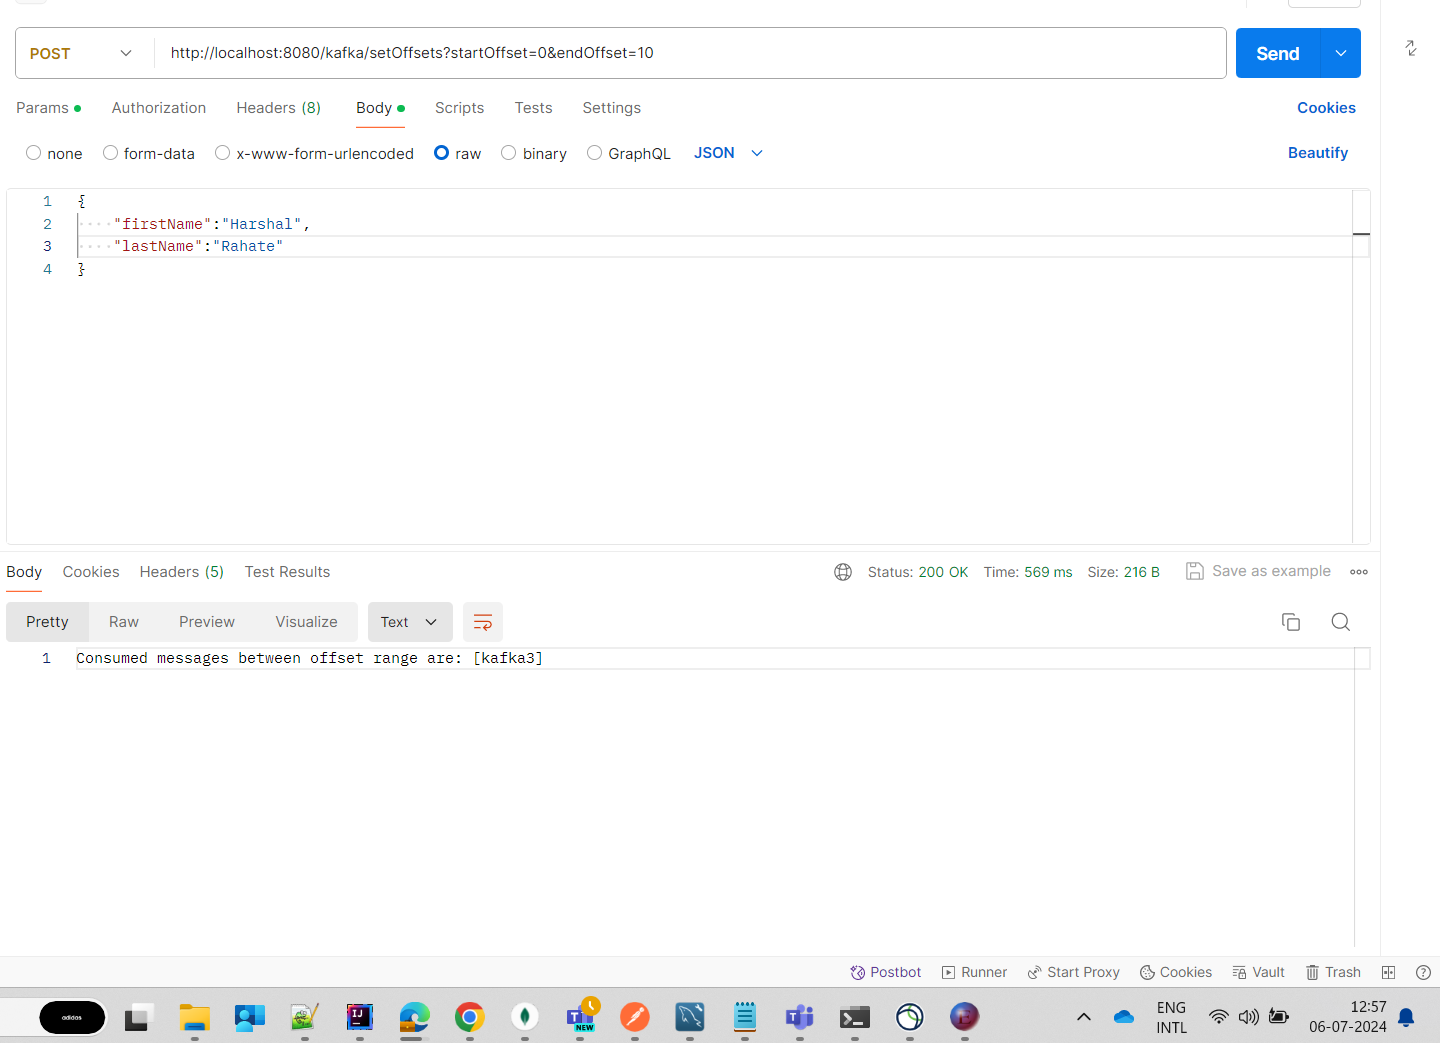 POST
http://localhost:8080/kafka/setOffsets?startOffset=0&endOffset=10
Send
Params Authorization Headers (8) Body Scripts Tests Settings Cookies
none form-data x-www-form-urlencoded raw binary GraphQL JSON Beautify
1 {
2 "firstName":"Harshal",
3 "lastName":"Rahate"
4 }
Body Cookies Headers (5) Test Results Status: 200 OK Time: 569 ms Size: 216 B Save as example
Pretty Raw Preview Visualize Text
1 Consumed messages between offset range are: [kafka3]
Postbot Runner Start Proxy Cookies Vault Trash
adidas
IJ
T
NEW
T
ENG
INTL
12:57
06-07-2024